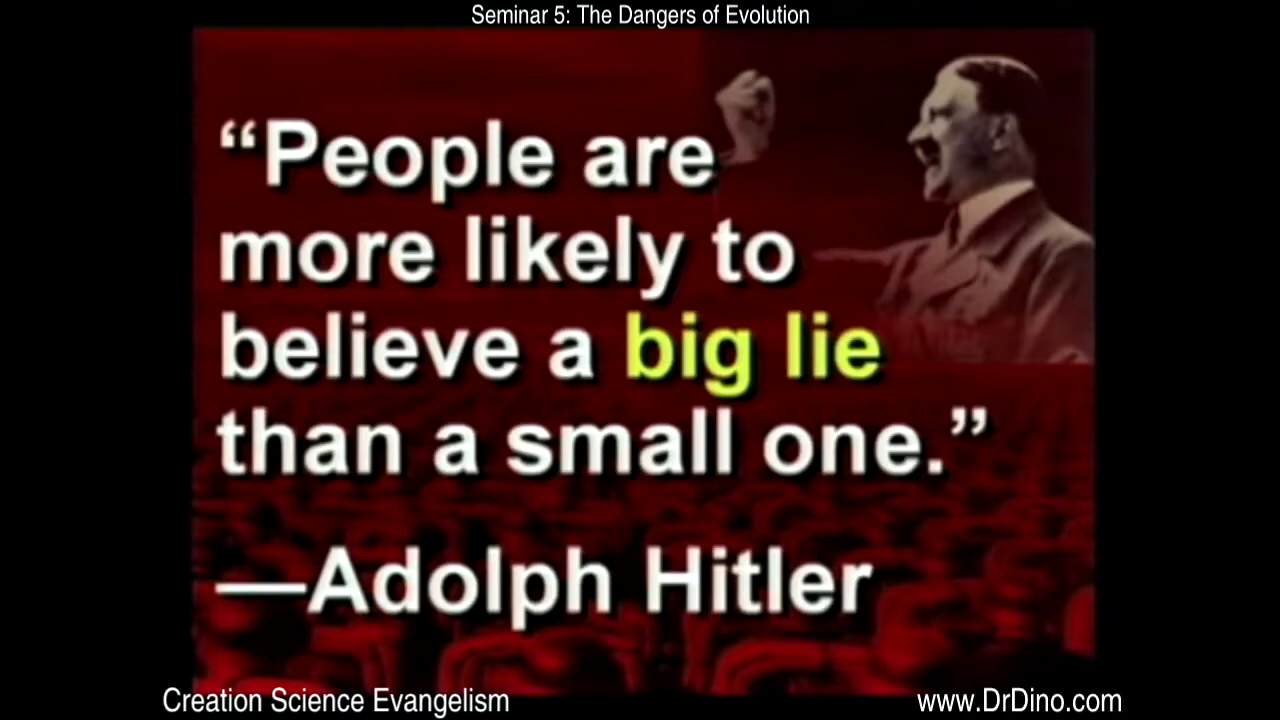 Seminar 5: The Dangers of Evolution
“People are
more likely to
believe a big lie
than a small one.”
—Adolph Hitler
Creation Science Evangelism
www.DrDino.com